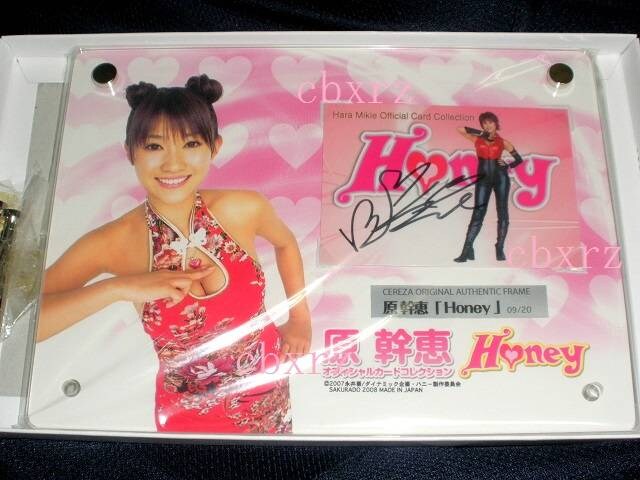 cbxrz
Hara Mikie Official Card Collection
Honey
cbxrz
CEREZA ORIGINAL AUTHENTIC FRAME
原 幹恵「Honey」 09/20
cbxrz
原 幹恵 Honey
オフィシャルカードコレクション
©2007永井豪/ダイナミック企画・ハニー製作委員会
SAKURADO 2008 MADE IN JAPAN